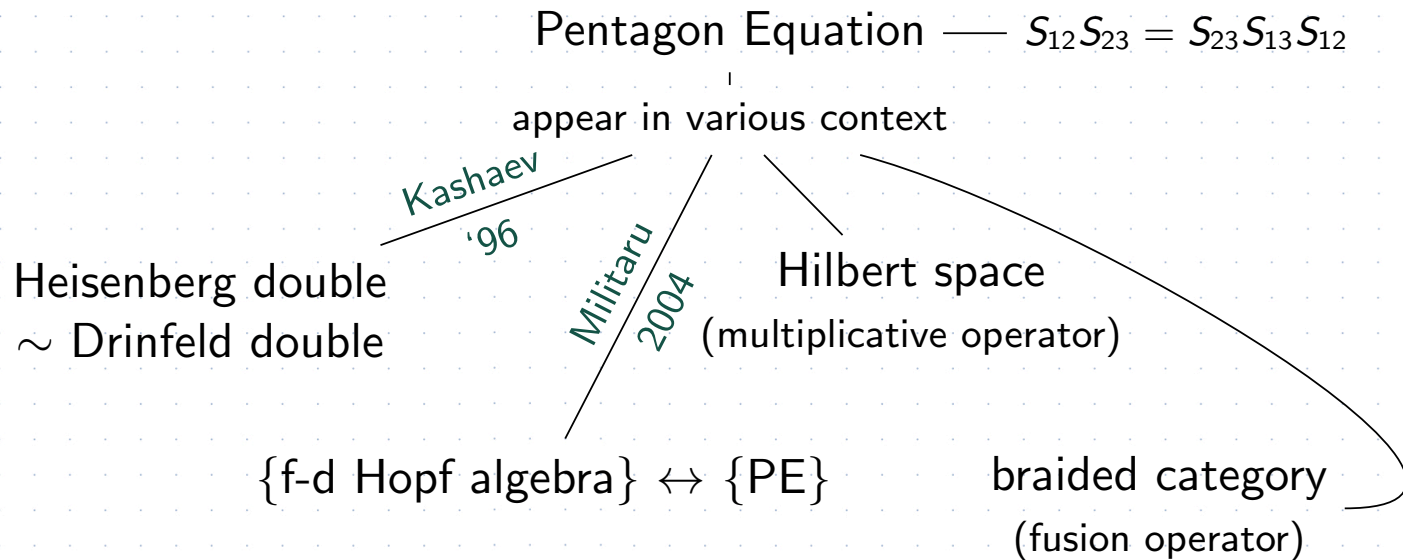 Pentagon Equation — S₁₂S₂₃ = S₂₃S₁₃S₁₂
appear in various context
Kashaev
‘96
Militaru
2004
Heisenberg double
∼ Drinfeld double
Hilbert space
(multiplicative operator)
{f-d Hopf algebra} ↔ {PE}
braided category
(fusion operator)